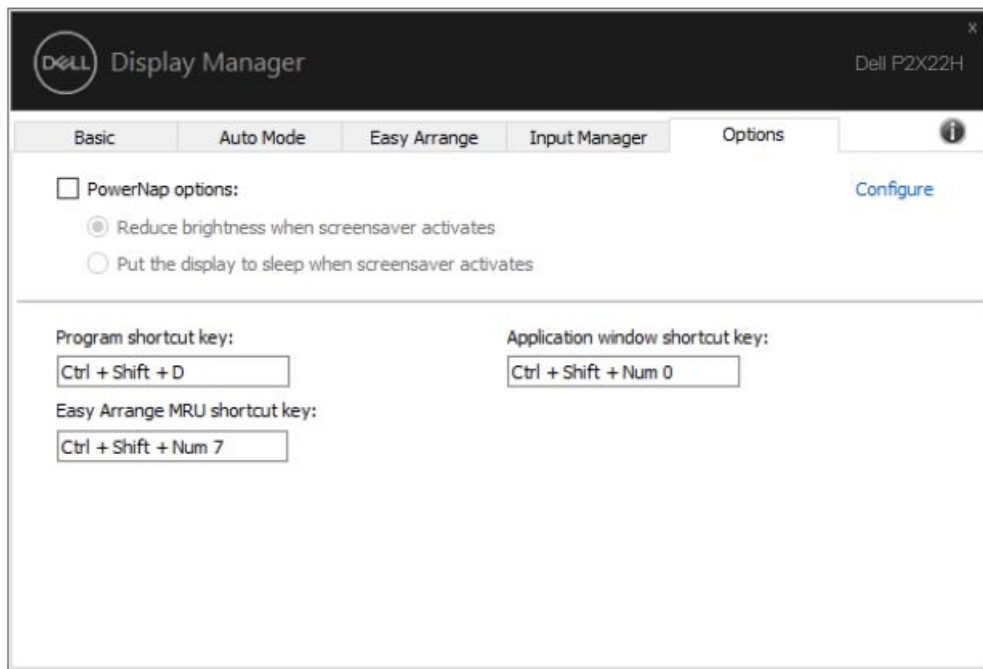 x
DELL Display Manager
Dell P2X22H
Basic Auto Mode Easy Arrange Input Manager Options
PowerNap options: Configure
Reduce brightness when screensaver activates
Put the display to sleep when screensaver activates
Program shortcut key: Application window shortcut key:
Ctrl + Shift + D Ctrl + Shift + Num 0
Easy Arrange MRU shortcut key:
Ctrl + Shift + Num 7